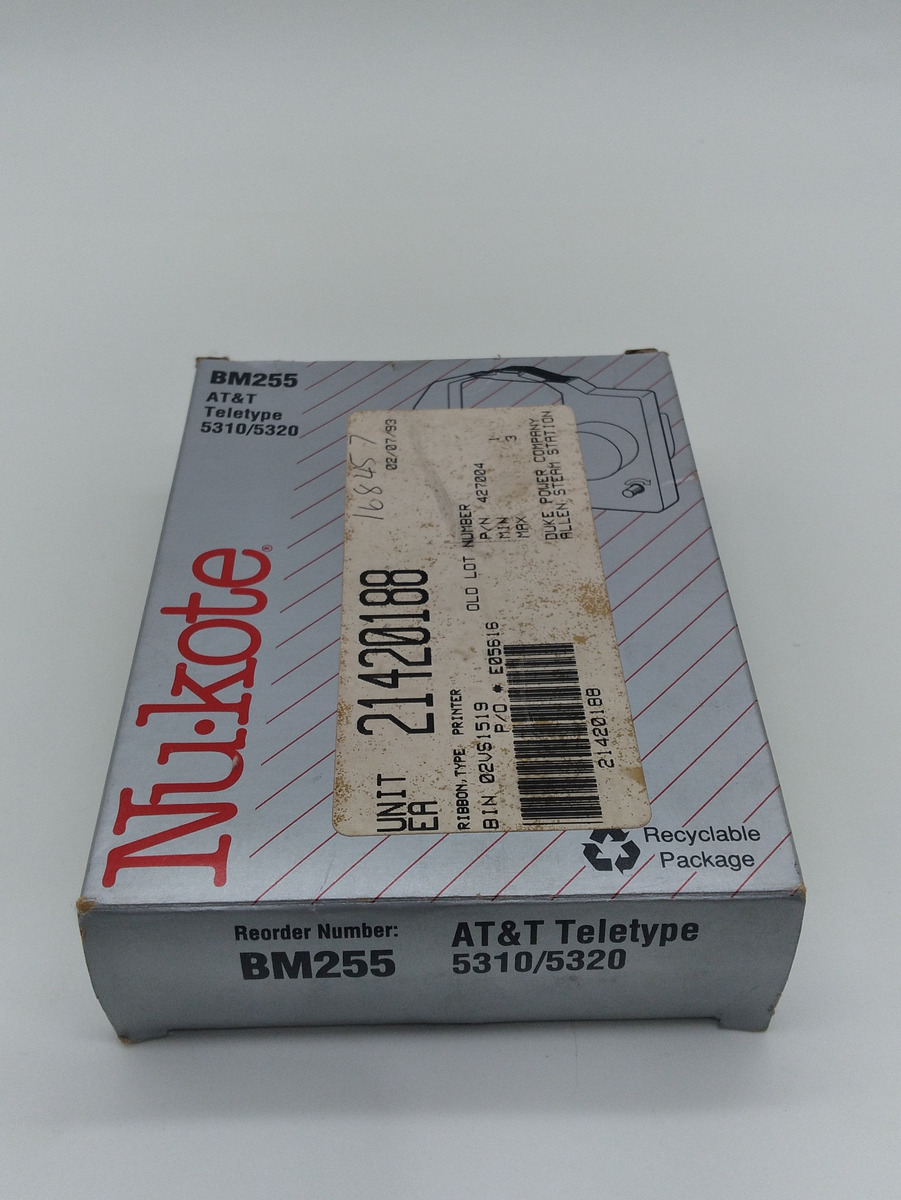 BM255
AT&T
Teletype
5310/5320
Nu·kote®
168457
02/07/93
UNIT 21420188
EA
RIBBON,TYPE PRINTER
OLD LOT NUMBER
BIN 02VS1519
P/N 427004
P/O # E05616
MIN 1
MAX 3
DUKE POWER COMPANY
ALLEN STEAM STATION
21420188
Recyclable
Package
Reorder Number:
BM255
AT&T Teletype
5310/5320